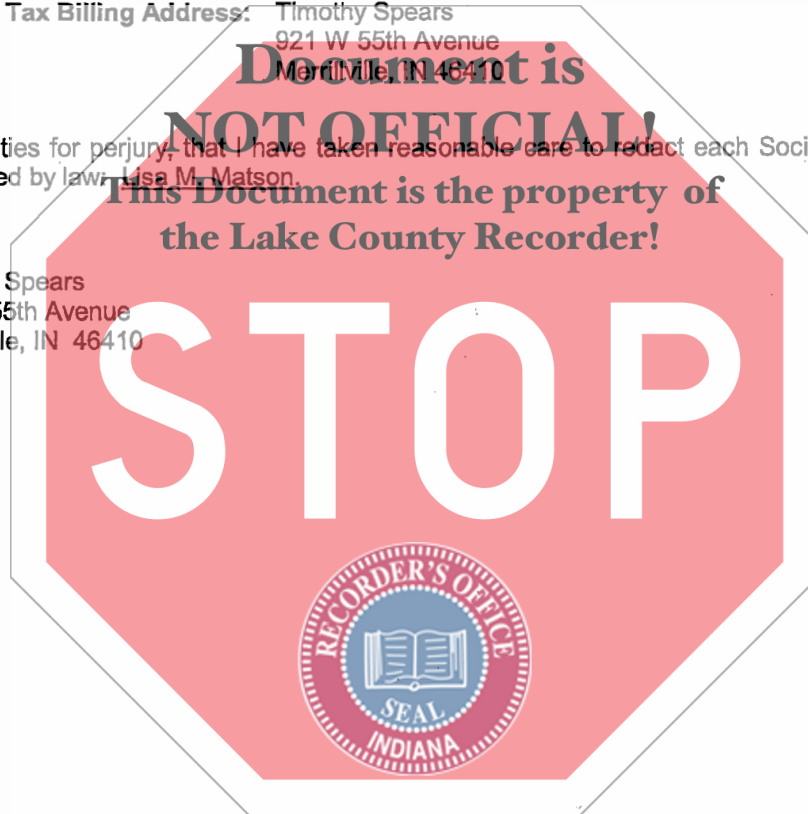 Tax Billing Address: Timothy Spears
921 W 55th Avenue
Merrillville, IN 46410
Document is
NOT OFFICIAL!
ties for perjury, that I have taken reasonable care to redact each Soci
ed by law: Lisa M. Matson.
This Document is the property of
the Lake County Recorder!
Spears
5th Avenue
le, IN 46410
STOP
RECORDER'S OFFICE
SEAL
INDIANA